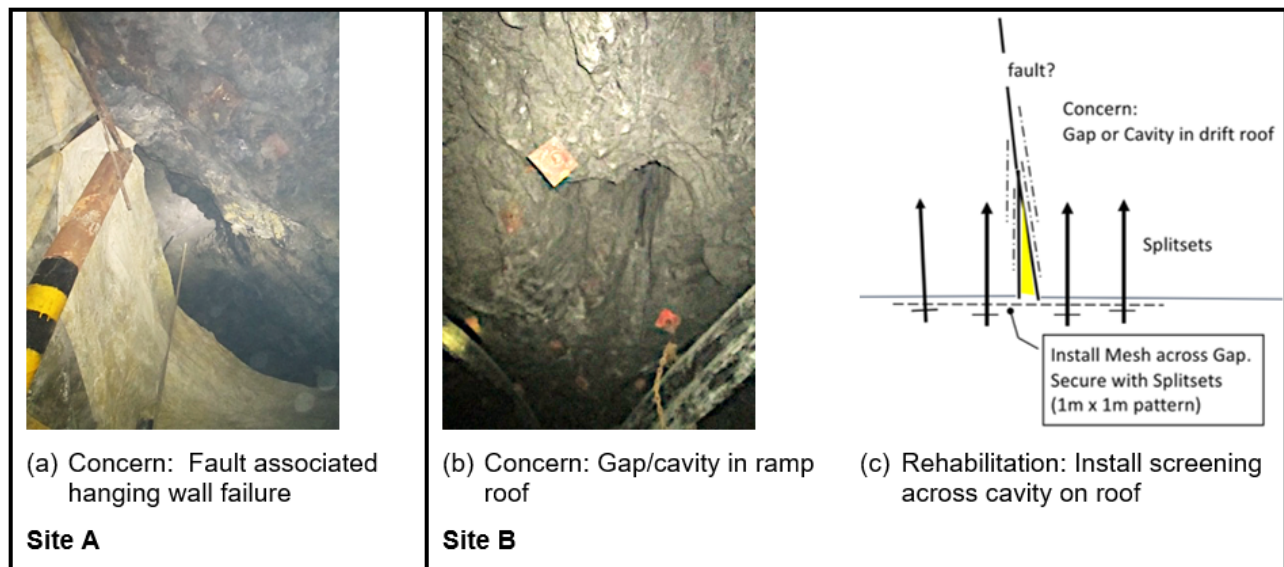 fault?
Concern:
Gap or Cavity in drift roof
Splitsets
Install Mesh across Gap.
Secure with Splitsets
(1m x 1m pattern)
(a) Concern: Fault associated
hanging wall failure
Site A
(b) Concern: Gap/cavity in ramp
roof
Site B
(c) Rehabilitation: Install screening
across cavity on roof